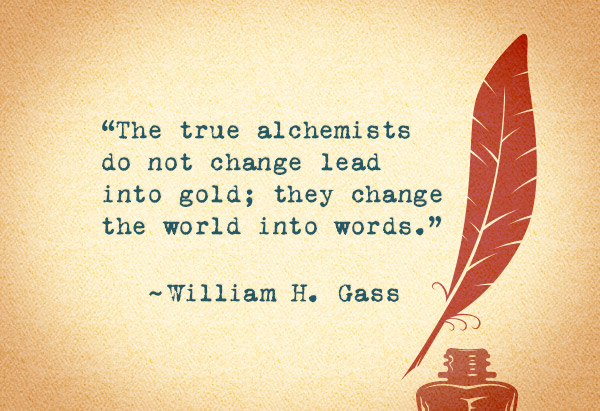 “The true alchemists
do not change lead
into gold; they change
the world into words.”
~William H. Gass